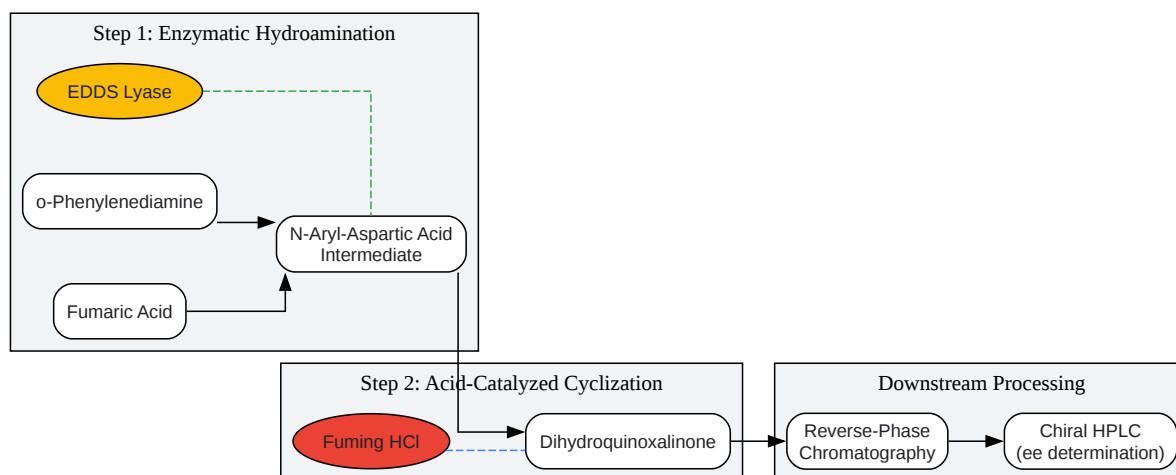 Step 1: Enzymatic Hydroamination
EDDS Lyase
o-Phenylenediamine
N-Aryl-Aspartic Acid
Intermediate
Fumaric Acid
Step 2: Acid-Catalyzed Cyclization
Fuming HCl
Dihydroquinoxalinone
Downstream Processing
Reverse-Phase
Chromatography
Chiral HPLC
(ee determination)